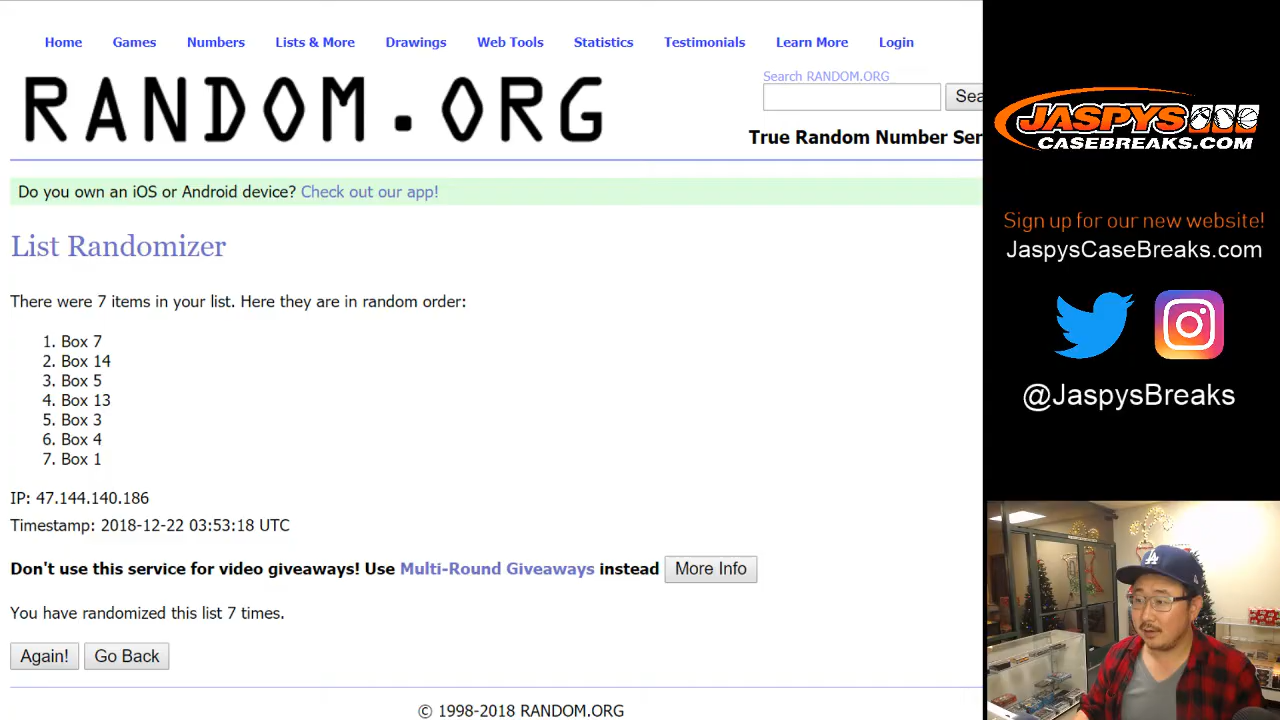 Home Games Numbers Lists & More Drawings Web Tools Statistics Testimonials Learn More Login
RANDOM.ORG
Search RANDOM.ORG
Sea
True Random Number Ser
Do you own an iOS or Android device? Check out our app!
List Randomizer
There were 7 items in your list. Here they are in random order:
1. Box 7
2. Box 14
3. Box 5
4. Box 13
5. Box 3
6. Box 4
7. Box 1
IP: 47.144.140.186
Timestamp: 2018-12-22 03:53:18 UTC
Don't use this service for video giveaways! Use Multi-Round Giveaways instead More Info
You have randomized this list 7 times.
Again! Go Back
© 1998-2018 RANDOM.ORG
JASPYS
CASEBREAKS.COM
Sign up for our new website!
JaspysCaseBreaks.com
@JaspysBreaks
LA